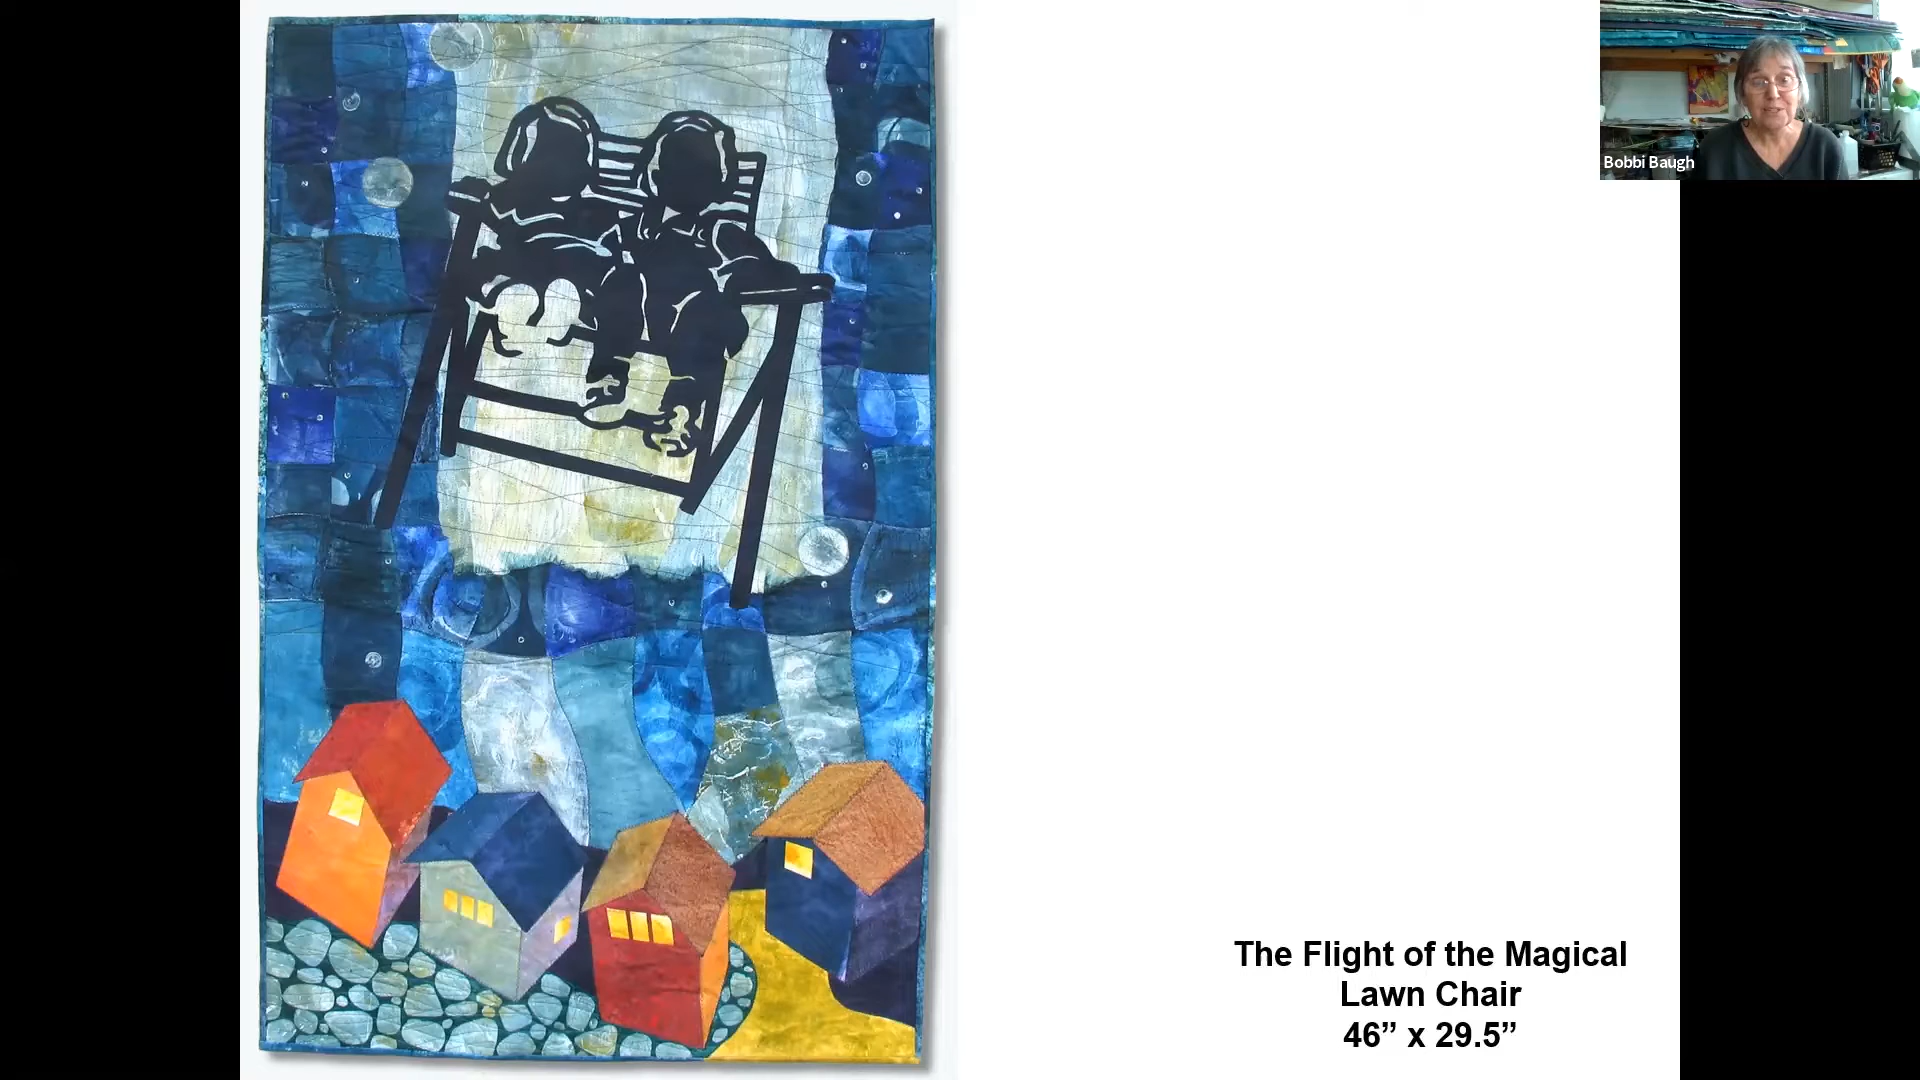 Bobbi Baugh
The Flight of the Magical
Lawn Chair
46” x 29.5”